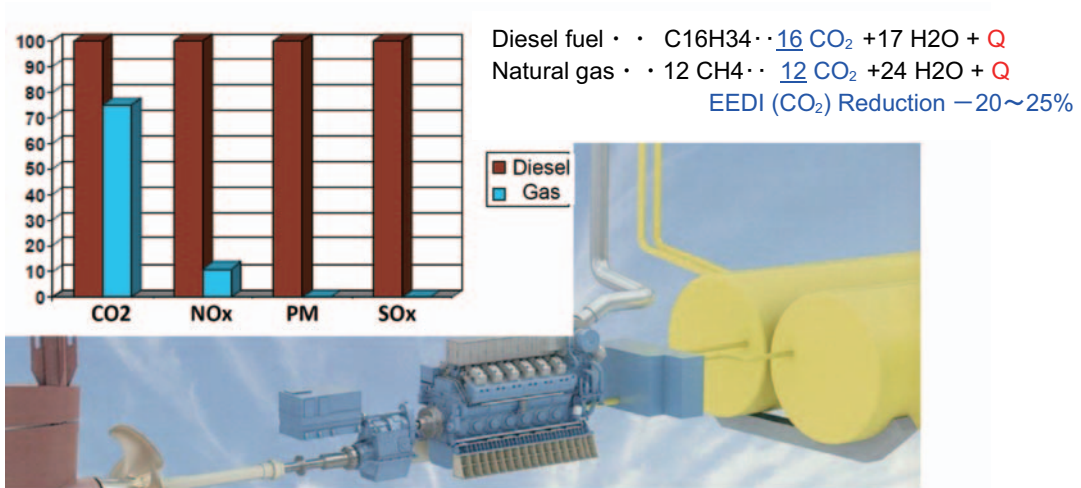 Diesel fuel・・ C16H34‥16 CO₂ +17 H2O + Q
Natural gas・・12 CH4‥ 12 CO₂ +24 H2O + Q
EEDI (CO₂) Reduction －20～25%
100
90
80
70
60
50
40
30
20
10
0
CO2 NOx PM SOx
Diesel
Gas